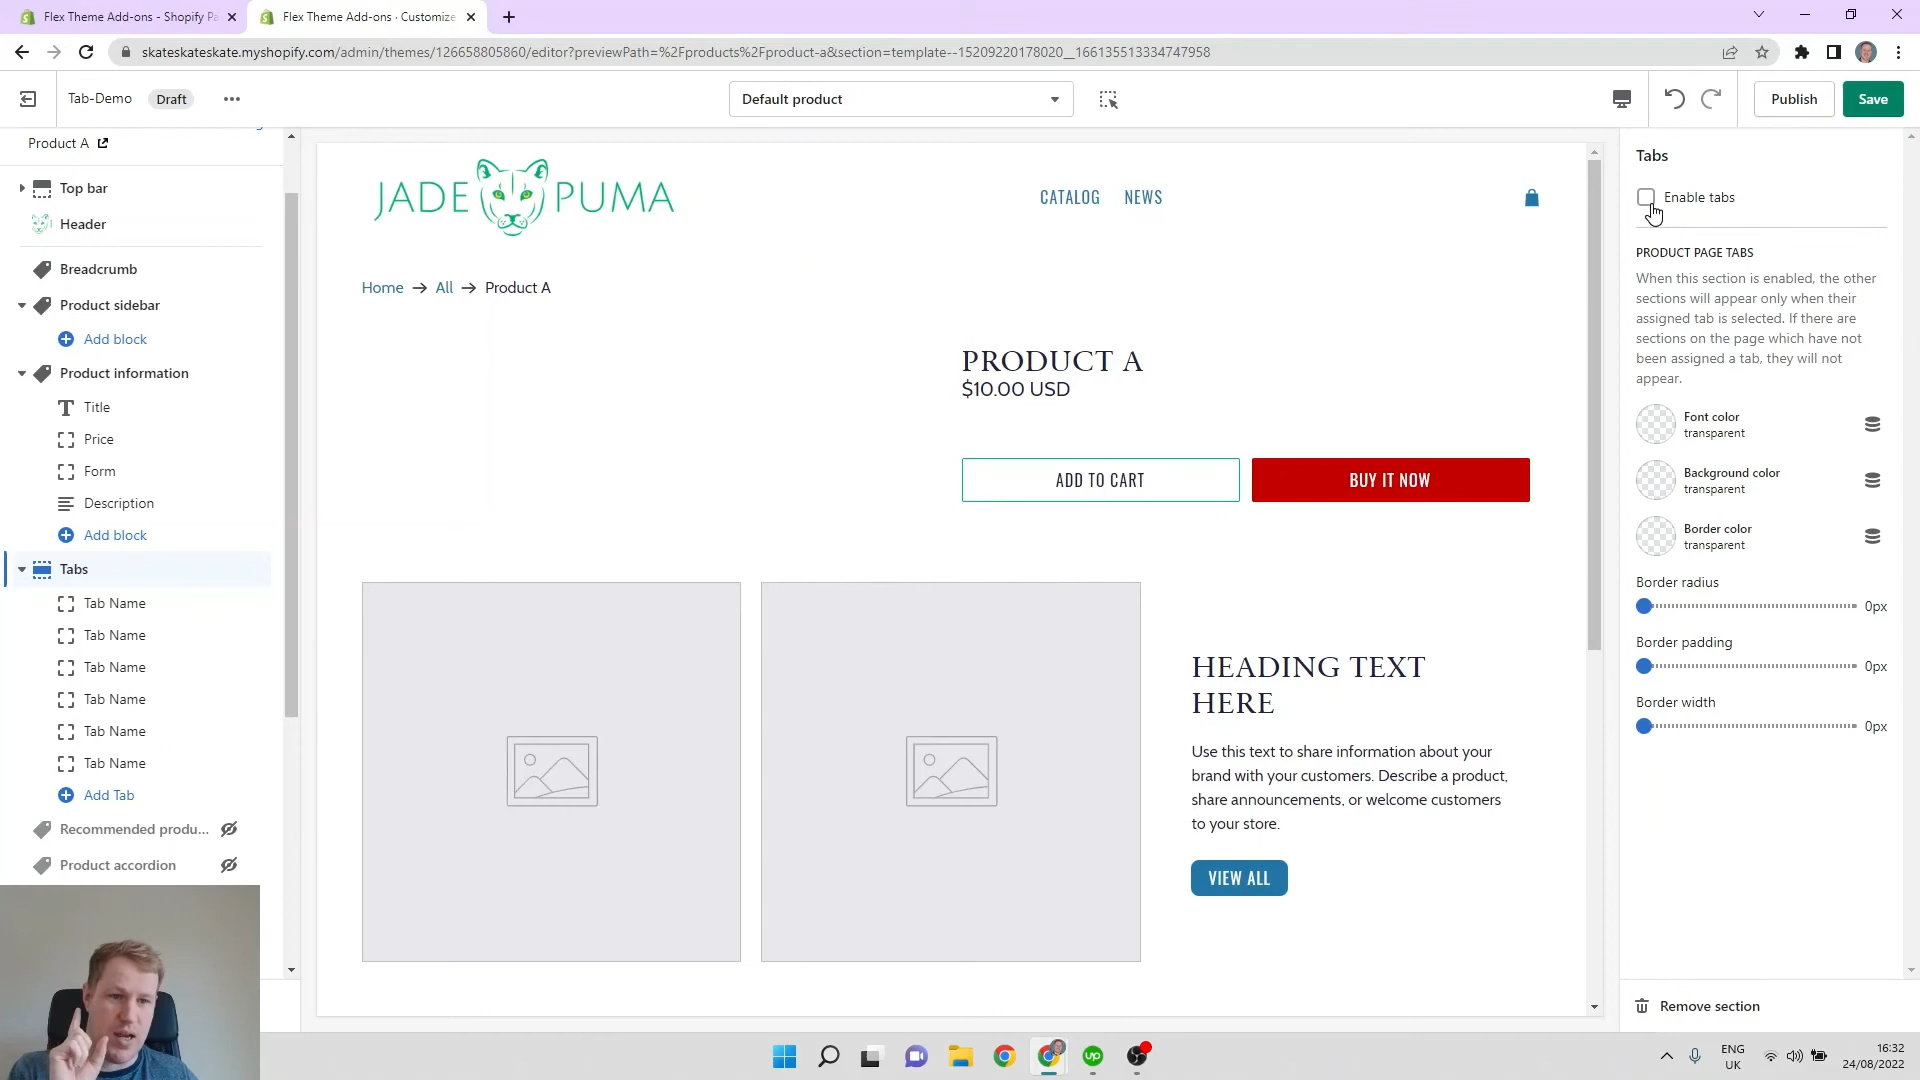 Flex Theme Add-ons - Shopify Pa
Flex Theme Add-ons · Customize
skateskateskate.myshopify.com/admin/themes/126658805860/editor?previewPath=%2Fproducts%2Fproduct-a&section=template--15209220178020__166135513334747958
Tab-Demo
Draft
Default product
Publish
Save
Product A
Top bar
Header
Breadcrumb
Product sidebar
Add block
Product information
Title
Price
Form
Description
Add block
Tabs
Tab Name
Tab Name
Tab Name
Tab Name
Tab Name
Tab Name
Add Tab
Recommended produ...
Product accordion
JADE PUMA
CATALOG
NEWS
Home → All → Product A
PRODUCT A
$10.00 USD
ADD TO CART
BUY IT NOW
HEADING TEXT
HERE
Use this text to share information about your
brand with your customers. Describe a product,
share announcements, or welcome customers
to your store.
VIEW ALL
Tabs
Enable tabs
PRODUCT PAGE TABS
When this section is enabled, the other
sections will appear only when their
assigned tab is selected. If there are
sections on the page which have not
been assigned a tab, they will not
appear.
Font color
transparent
Background color
transparent
Border color
transparent
Border radius
0px
Border padding
0px
Border width
0px
Remove section
up
ENG
UK
16:32
24/08/2022